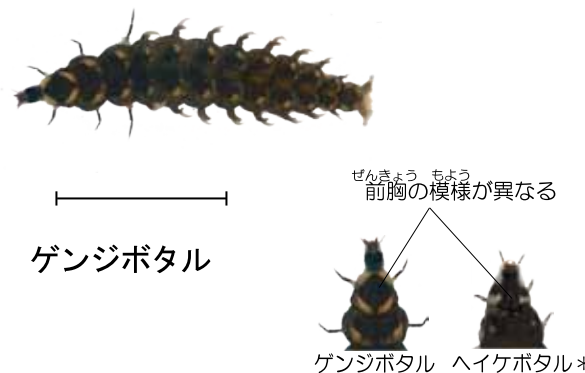 ぜんきょう もよう
前胸の模様が異なる
ゲンジボタル
ゲンジボタル ヘイケボタル*